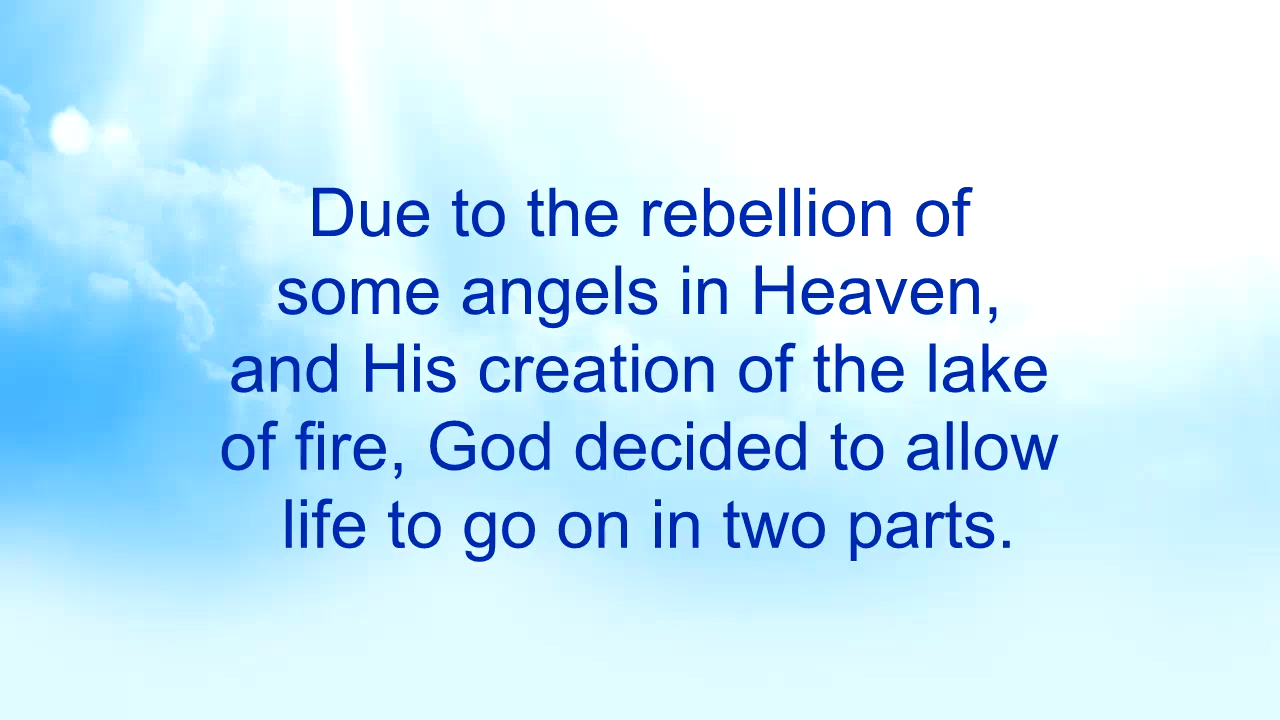 Due to the rebellion of
some angels in Heaven,
and His creation of the lake
of fire, God decided to allow
life to go on in two parts.